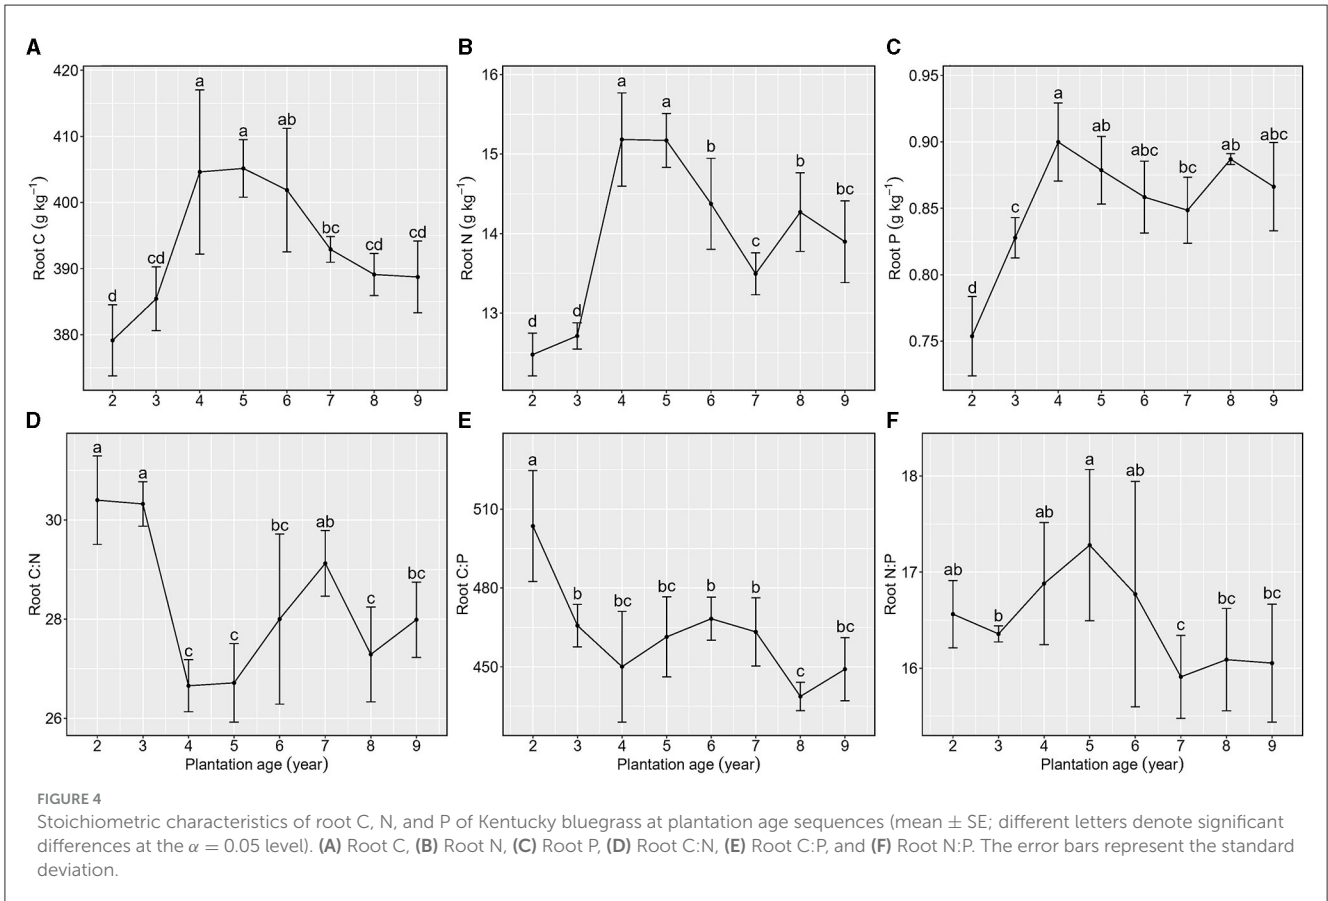 A
B
C
420
410
400
390
380
Root C (g kg⁻¹)
d
cd
a
a
ab
bc
cd
cd
2 3 4 5 6 7 8 9
16
15
14
13
Root N (g kg⁻¹)
d
d
a
a
b
c
b
bc
2 3 4 5 6 7 8 9
0.95
0.90
0.85
0.80
0.75
Root P (g kg⁻¹)
d
c
a
ab
abc
bc
ab
abc
2 3 4 5 6 7 8 9
D
E
F
30
28
26
Root C:N
a
a
c
c
bc
ab
c
bc
2 3 4 5 6 7 8 9
Plantation age (year)
510
480
450
Root C:P
a
b
bc
bc
b
b
c
bc
2 3 4 5 6 7 8 9
Plantation age (year)
18
17
16
Root N:P
ab
b
ab
a
ab
c
bc
bc
2 3 4 5 6 7 8 9
Plantation age (year)
FIGURE 4
Stoichiometric characteristics of root C, N, and P of Kentucky bluegrass at plantation age sequences (mean ± SE; different letters denote significant
differences at the α = 0.05 level). (A) Root C, (B) Root N, (C) Root P, (D) Root C:N, (E) Root C:P, and (F) Root N:P. The error bars represent the standard
deviation.